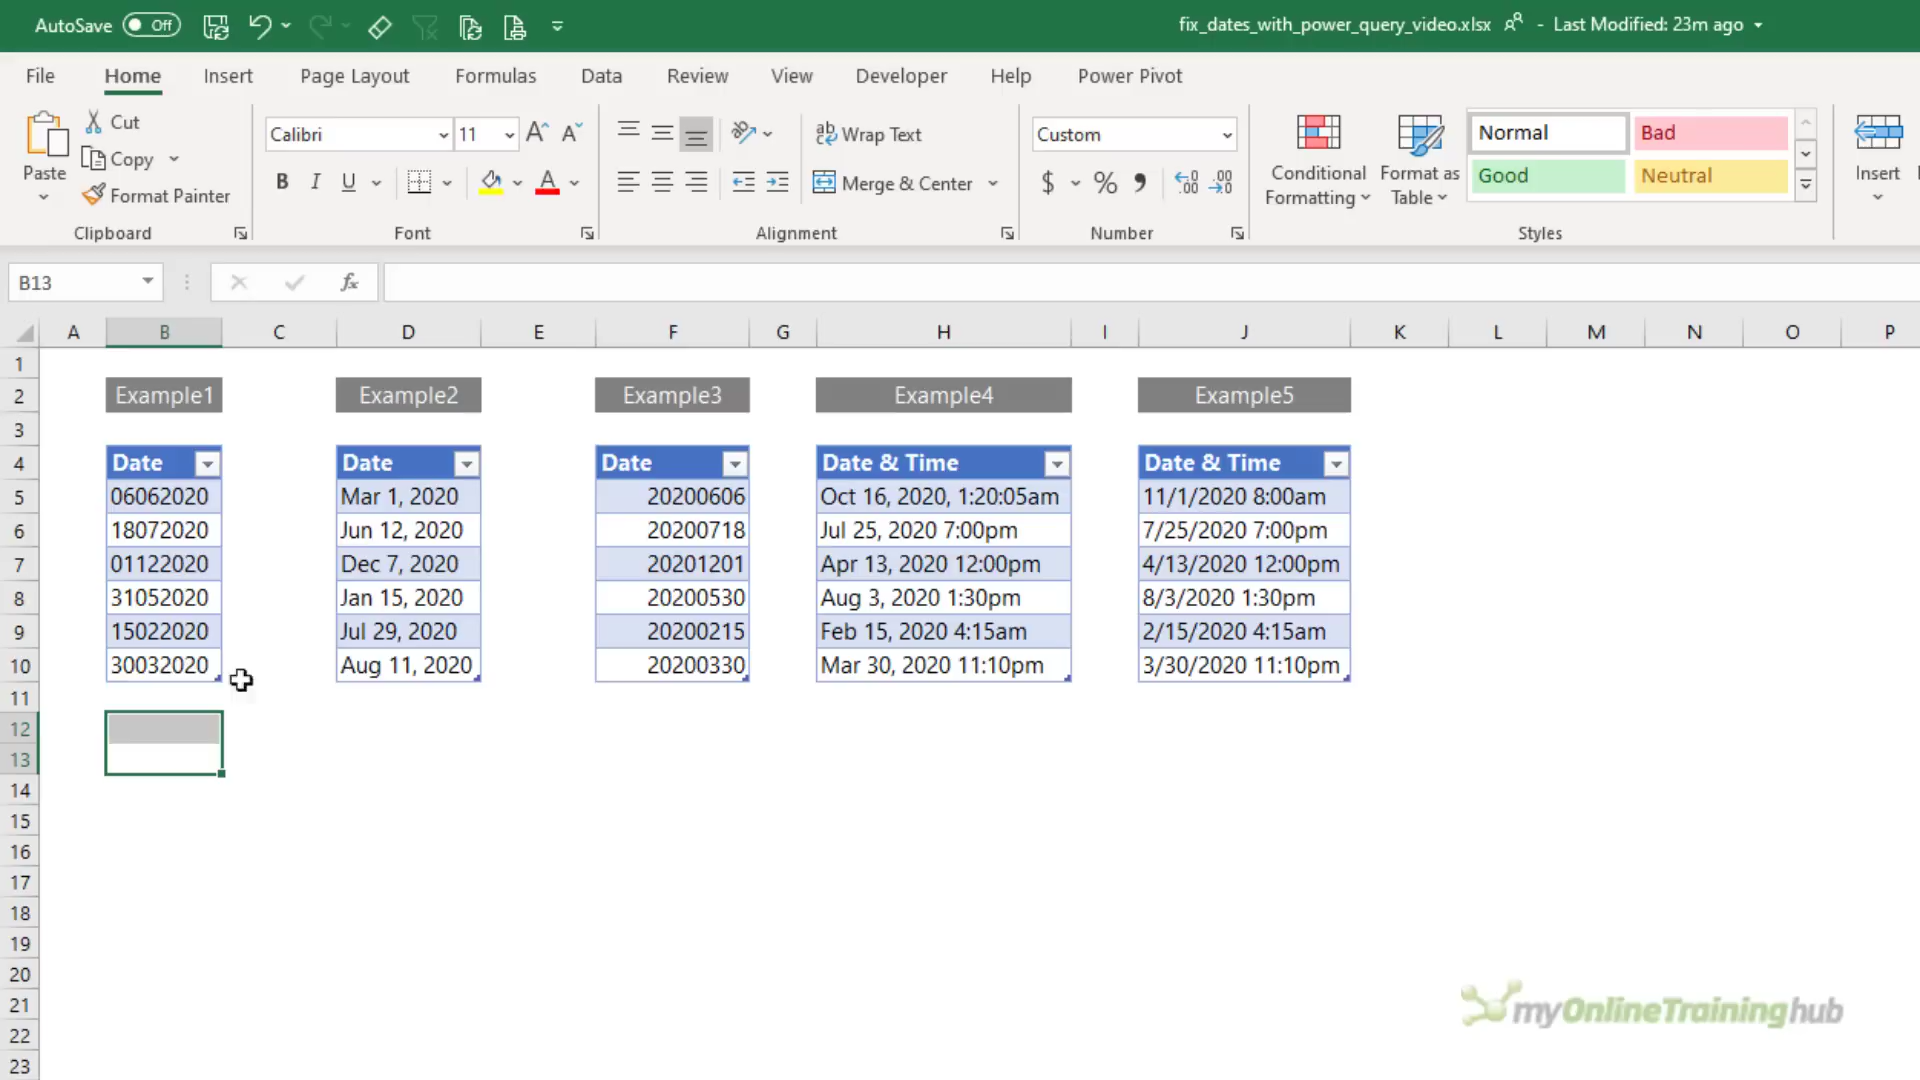 AutoSave Off fix_dates_with_power_query_video.xlsx - Last Modified: 23m ago
File Home Insert Page Layout Formulas Data Review View Developer Help Power Pivot
Paste Cut Copy Format Painter Clipboard
Calibri 11 B I U Font
Wrap Text Merge & Center Alignment
Custom $ % Number
Conditional Formatting Format as Table
Normal Bad
Good Neutral
Styles
Insert
B13 fx
A B C D E F G H I J K L M N O P
1
2 Example1 Example2 Example3 Example4 Example5
3
4 Date Date Date Date & Time Date & Time
5 06062020 Mar 1, 2020 20200606 Oct 16, 2020, 1:20:05am 11/1/2020 8:00am
6 18072020 Jun 12, 2020 20200718 Jul 25, 2020 7:00pm 7/25/2020 7:00pm
7 01122020 Dec 7, 2020 20201201 Apr 13, 2020 12:00pm 4/13/2020 12:00pm
8 31052020 Jan 15, 2020 20200530 Aug 3, 2020 1:30pm 8/3/2020 1:30pm
9 15022020 Jul 29, 2020 20200215 Feb 15, 2020 4:15am 2/15/2020 4:15am
10 30032020 Aug 11, 2020 20200330 Mar 30, 2020 11:10pm 3/30/2020 11:10pm
11
12
13
14
15
16
17
18
19
20
21
22
23
myOnlineTraininghub